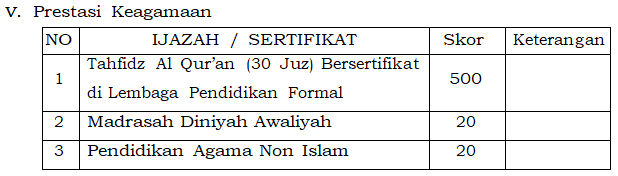 V. Prestasi Keagamaan
NO IJAZAH / SERTIFIKAT Skor Keterangan
1 Tahfidz Al Qur'an (30 Juz) Bersertifikat di Lembaga Pendidikan Formal 500
2 Madrasah Diniyah Awaliyah 20
3 Pendidikan Agama Non Islam 20